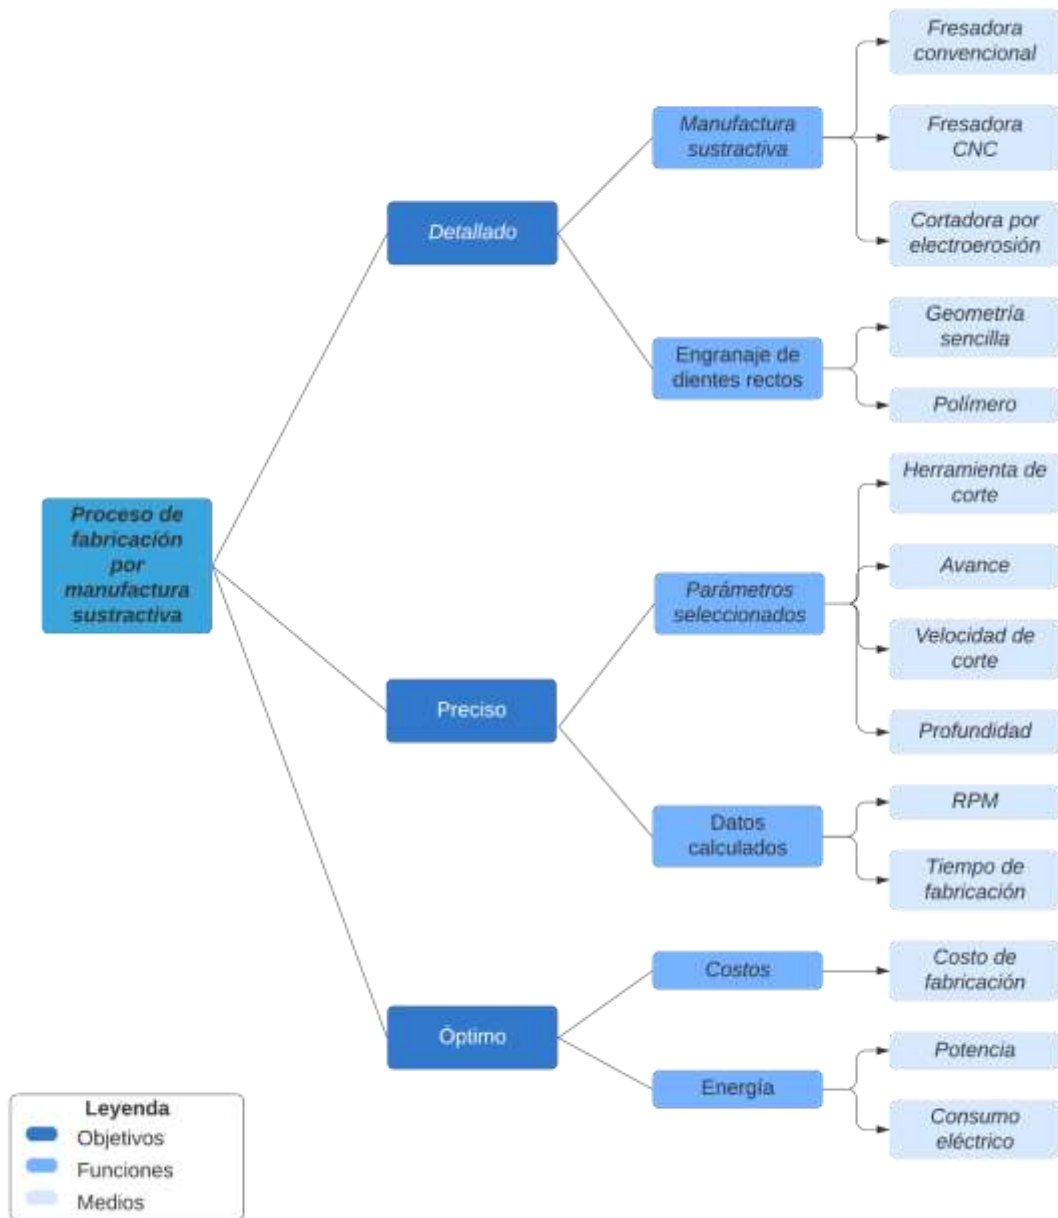 Proceso de
fabricación
por
manufactura
sustractiva
Detallado
Manufactura
sustractiva
Fresadora
convencional
Fresadora
CNC
Cortadora por
electroerosión
Engranaje de
dientes rectos
Geometría
sencilla
Polímero
Preciso
Parámetros
seleccionados
Herramienta de
corte
Avance
Velocidad de
corte
Profundidad
Datos
calculados
RPM
Tiempo de
fabricación
Óptimo
Costos
Costo de
fabricación
Energía
Potencia
Consumo
eléctrico
Leyenda
Objetivos
Funciones
Medios